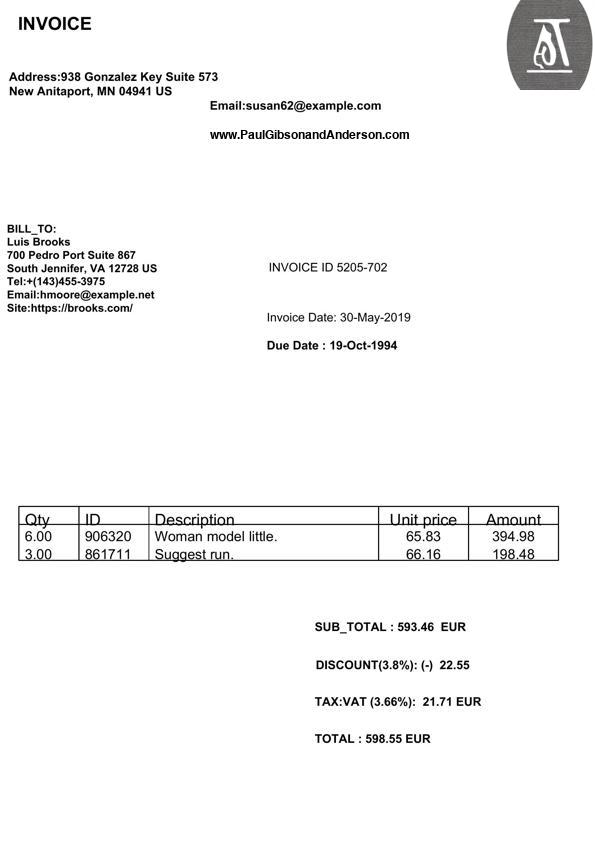 INVOICE
Address:938 Gonzalez Key Suite 573
New Anitaport, MN 04941 US
Email:susan62@example.com
www.PaulGibsonandAnderson.com
BILL_TO:
Luis Brooks
700 Pedro Port Suite 867
South Jennifer, VA 12728 US
Tel:+(143)455-3975
Email:hmoore@example.net
Site:https://brooks.com/
INVOICE ID 5205-702
Invoice Date: 30-May-2019
Due Date : 19-Oct-1994
Qty ID Description Unit price Amount
6.00 906320 Woman model little. 65.83 394.98
3.00 861711 Suggest run. 66.16 198.48
SUB_TOTAL : 593.46 EUR
DISCOUNT(3.8%): (-) 22.55
TAX:VAT (3.66%): 21.71 EUR
TOTAL : 598.55 EUR